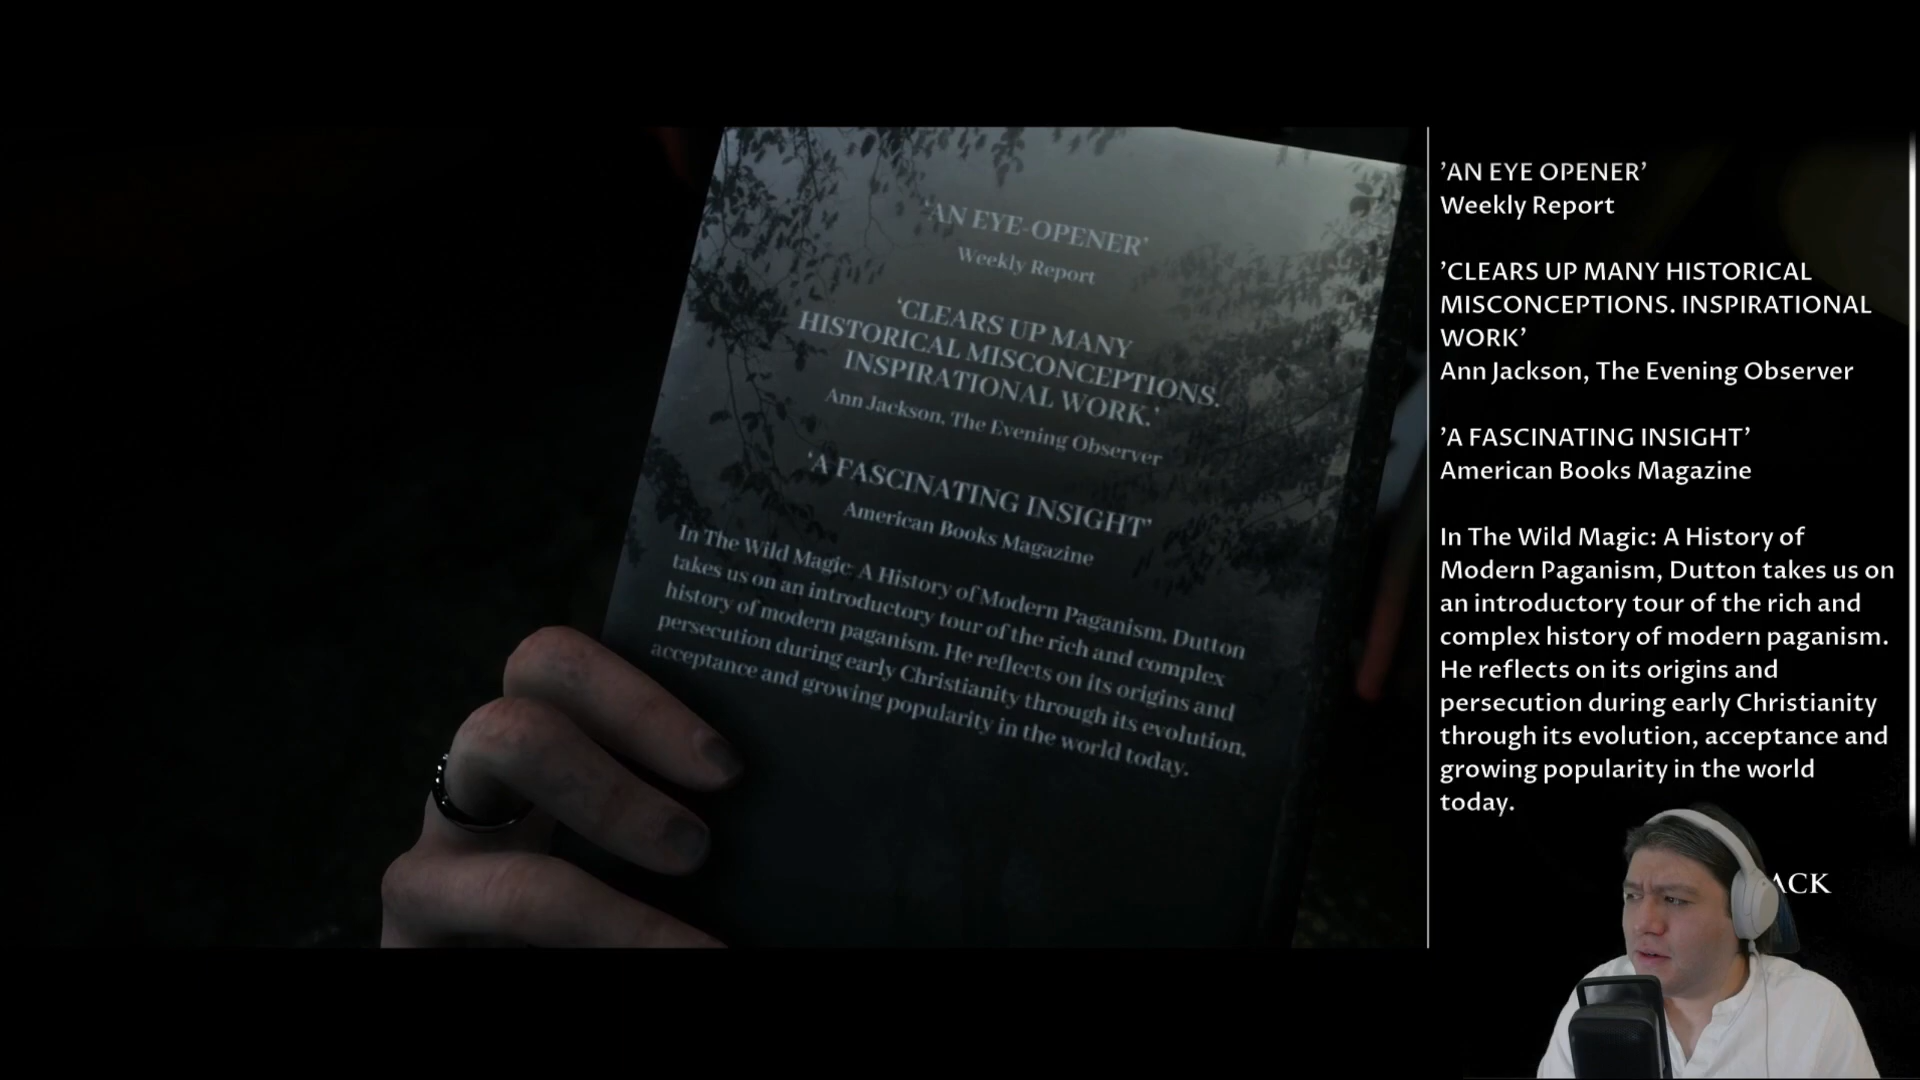 'AN EYE-OPENER'
Weekly Report
'CLEARS UP MANY
HISTORICAL MISCONCEPTIONS.
INSPIRATIONAL WORK.'
Ann Jackson, The Evening Observer
'A FASCINATING INSIGHT'
American Books Magazine
In The Wild Magic: A History of Modern Paganism, Dutton
takes us on an introductory tour of the rich and complex
history of modern paganism. He reflects on its origins and
persecution during early Christianity through its evolution,
acceptance and growing popularity in the world today.
'AN EYE OPENER'
Weekly Report
'CLEARS UP MANY HISTORICAL
MISCONCEPTIONS. INSPIRATIONAL
WORK'
Ann Jackson, The Evening Observer
'A FASCINATING INSIGHT'
American Books Magazine
In The Wild Magic: A History of
Modern Paganism, Dutton takes us on
an introductory tour of the rich and
complex history of modern paganism.
He reflects on its origins and
persecution during early Christianity
through its evolution, acceptance and
growing popularity in the world
today.